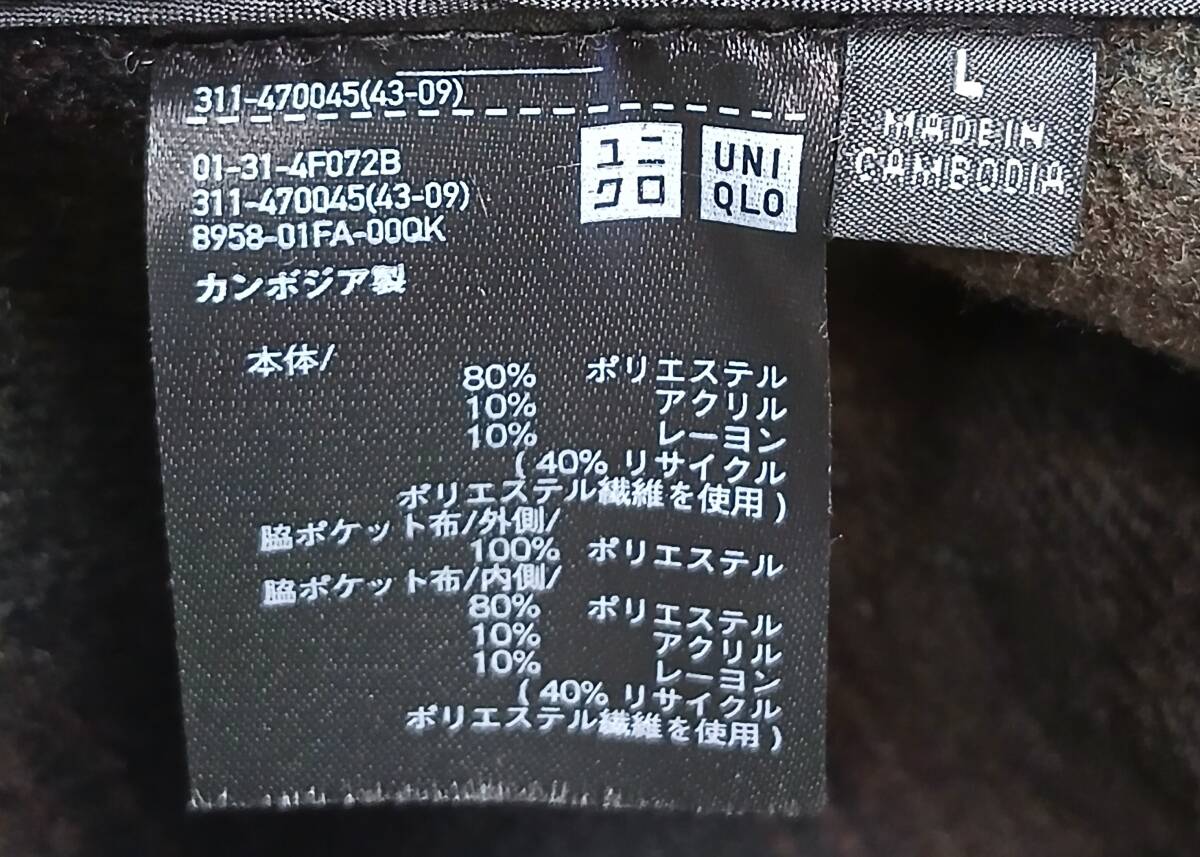 311-470045(43-09)
01-31-4F072B
311-470045(43-09)
8958-01FA-00QK
ユニ
クロ
UNI
QLO
カンボジア製
L
MADE IN
CAMBODIA
本体/
80% ポリエステル
10% アクリル
10% レーヨン
( 40% リサイクル
ポリエステル繊維を使用 )
脇ポケット布/外側/
100% ポリエステル
脇ポケット布/内側/
80% ポリエステル
10% アクリル
10% レーヨン
( 40% リサイクル
ポリエステル繊維を使用 )